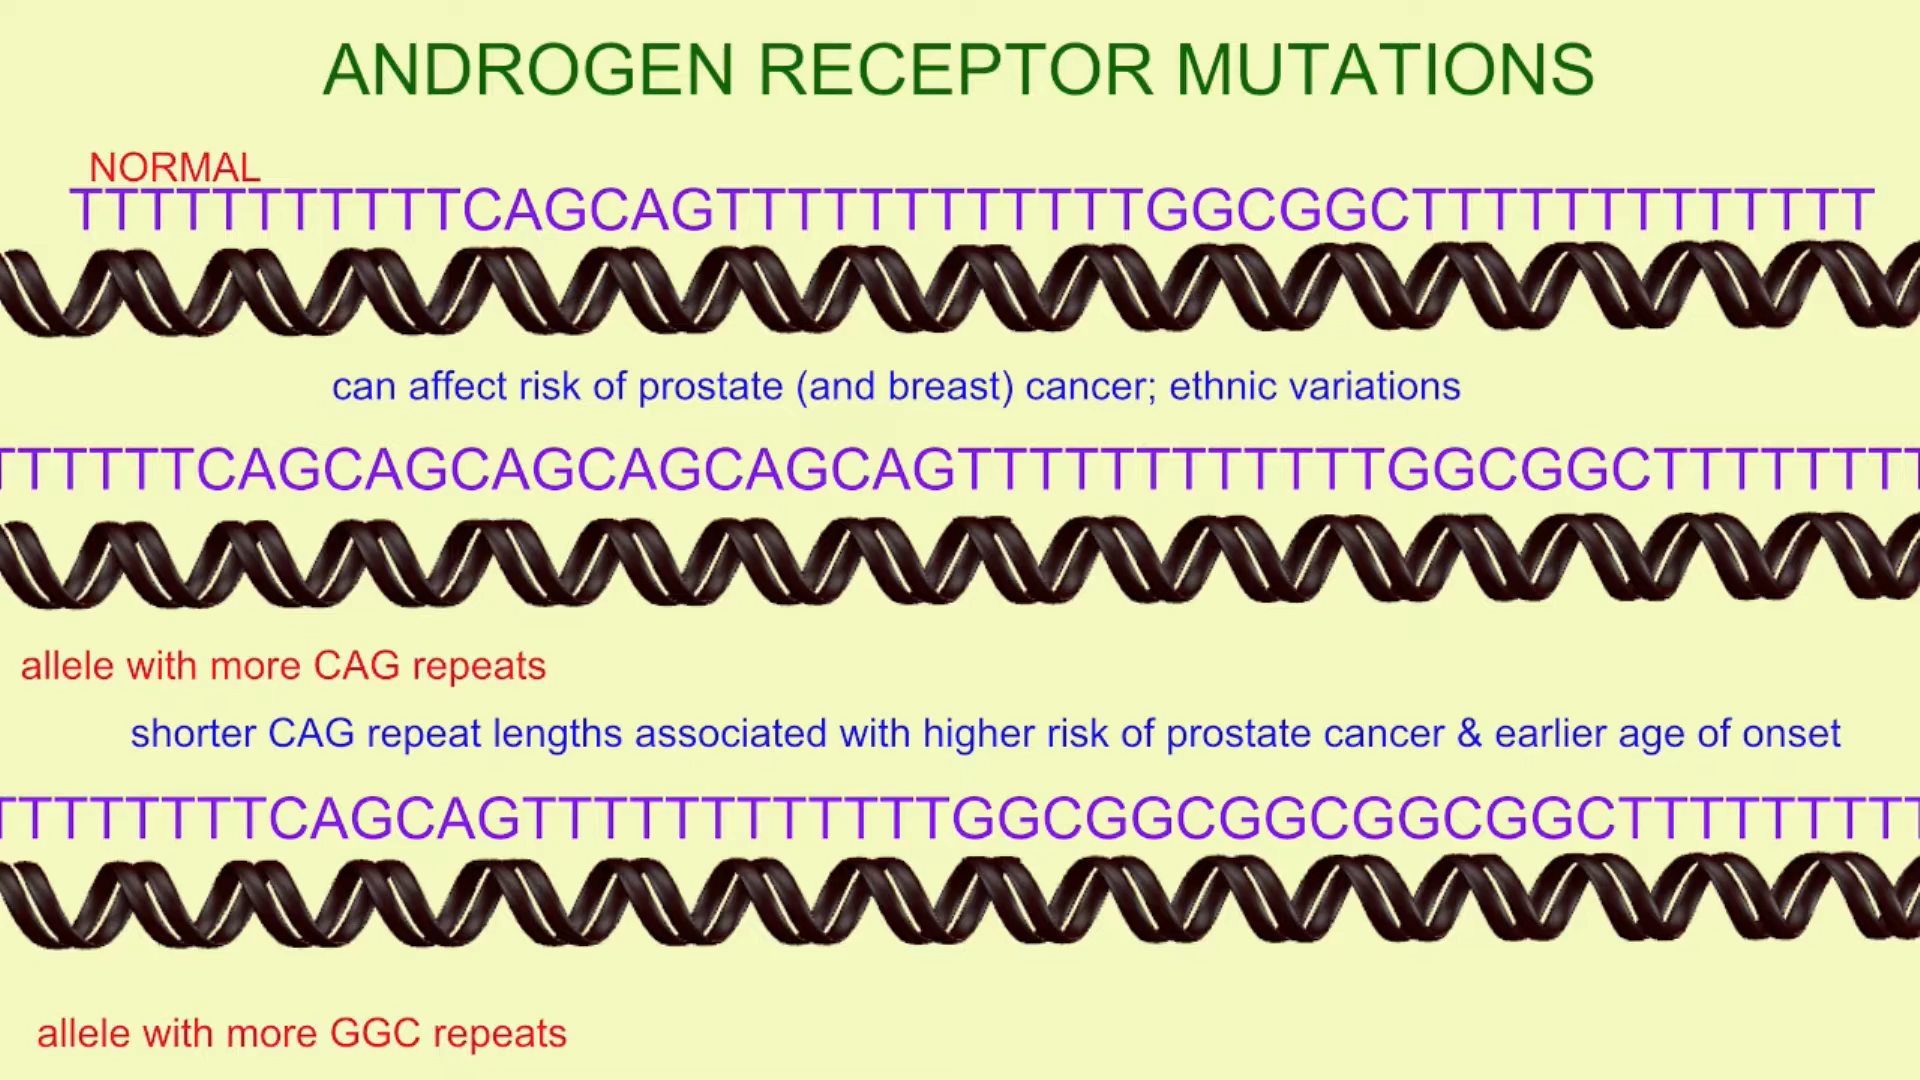 ANDROGEN RECEPTOR MUTATIONS
NORMAL
TTTTTTTTTTTCAGCAGTTTTTTTTTTTTGGCGGCTTTTTTTTTTTTT
can affect risk of prostate (and breast) cancer; ethnic variations
TTTTTTCAGCAGCAGCAGCAGCAGTTTTTTTTTTTTGGCGGCTTTTTTTT
allele with more CAG repeats
shorter CAG repeat lengths associated with higher risk of prostate cancer & earlier age of onset
TTTTTTTTCAGCAGTTTTTTTTTTTTGGCGGCGGCGGCGGCTTTTTTTTT
allele with more GGC repeats